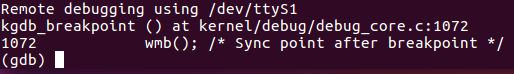 Remote debugging using /dev/ttyS1
kgdb_breakpoint () at kernel/debug/debug_core.c:1072
1072            wmb(); /* Sync point after breakpoint */
(gdb)